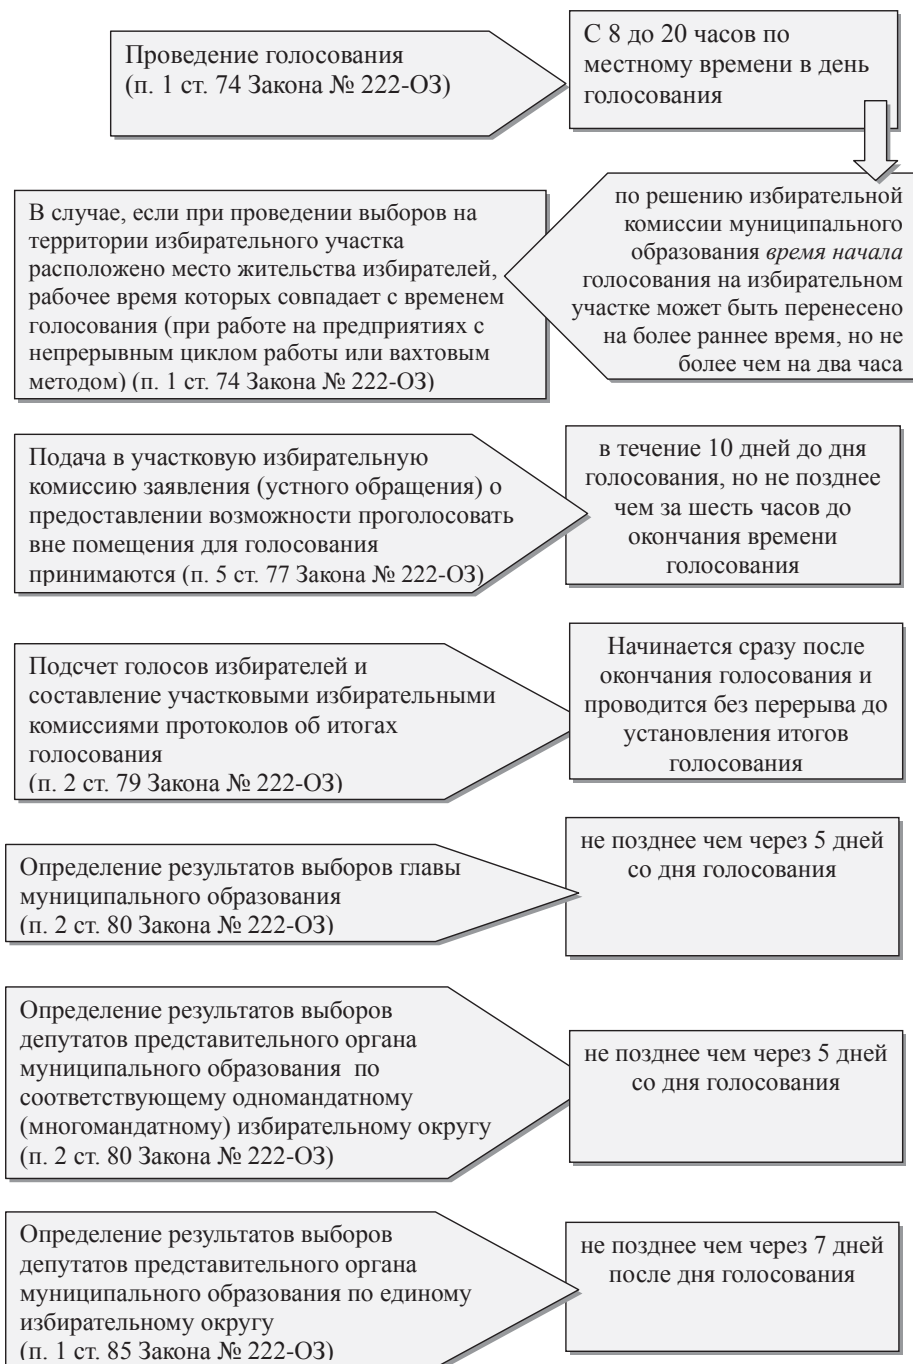 Проведение голосования
(п. 1 ст. 74 Закона № 222-ОЗ)
С 8 до 20 часов по
местному времени в день
голосования
по решению избирательной
комиссии муниципального
образования время начала
голосования на избирательном
участке может быть перенесено
на более раннее время, но не
более чем на два часа
В случае, если при проведении выборов на
территории избирательного участка
расположено место жительства избирателей,
рабочее время которых совпадает с временем
голосования (при работе на предприятиях с
непрерывным циклом работы или вахтовым
методом) (п. 1 ст. 74 Закона № 222-ОЗ)
Подача в участковую избирательную
комиссию заявления (устного обращения) о
предоставлении возможности проголосовать
вне помещения для голосования
принимаются (п. 5 ст. 77 Закона № 222-ОЗ)
в течение 10 дней до дня
голосования, но не позднее
чем за шесть часов до
окончания времени
голосования
Подсчет голосов избирателей и
составление участковыми избирательными
комиссиями протоколов об итогах
голосования
(п. 2 ст. 79 Закона № 222-ОЗ)
Начинается сразу после
окончания голосования и
проводится без перерыва до
установления итогов
голосования
Определение результатов выборов главы
муниципального образования
(п. 2 ст. 80 Закона № 222-ОЗ)
не позднее чем через 5 дней
со дня голосования
Определение результатов выборов
депутатов представительного органа
муниципального образования по
соответствующему одномандатному
(многомандатному) избирательному округу
(п. 2 ст. 80 Закона № 222-ОЗ)
не позднее чем через 5 дней
со дня голосования
Определение результатов выборов
депутатов представительного органа
муниципального образования по единому
избирательному округу
(п. 1 ст. 85 Закона № 222-ОЗ)
не позднее чем через 7 дней
после дня голосования